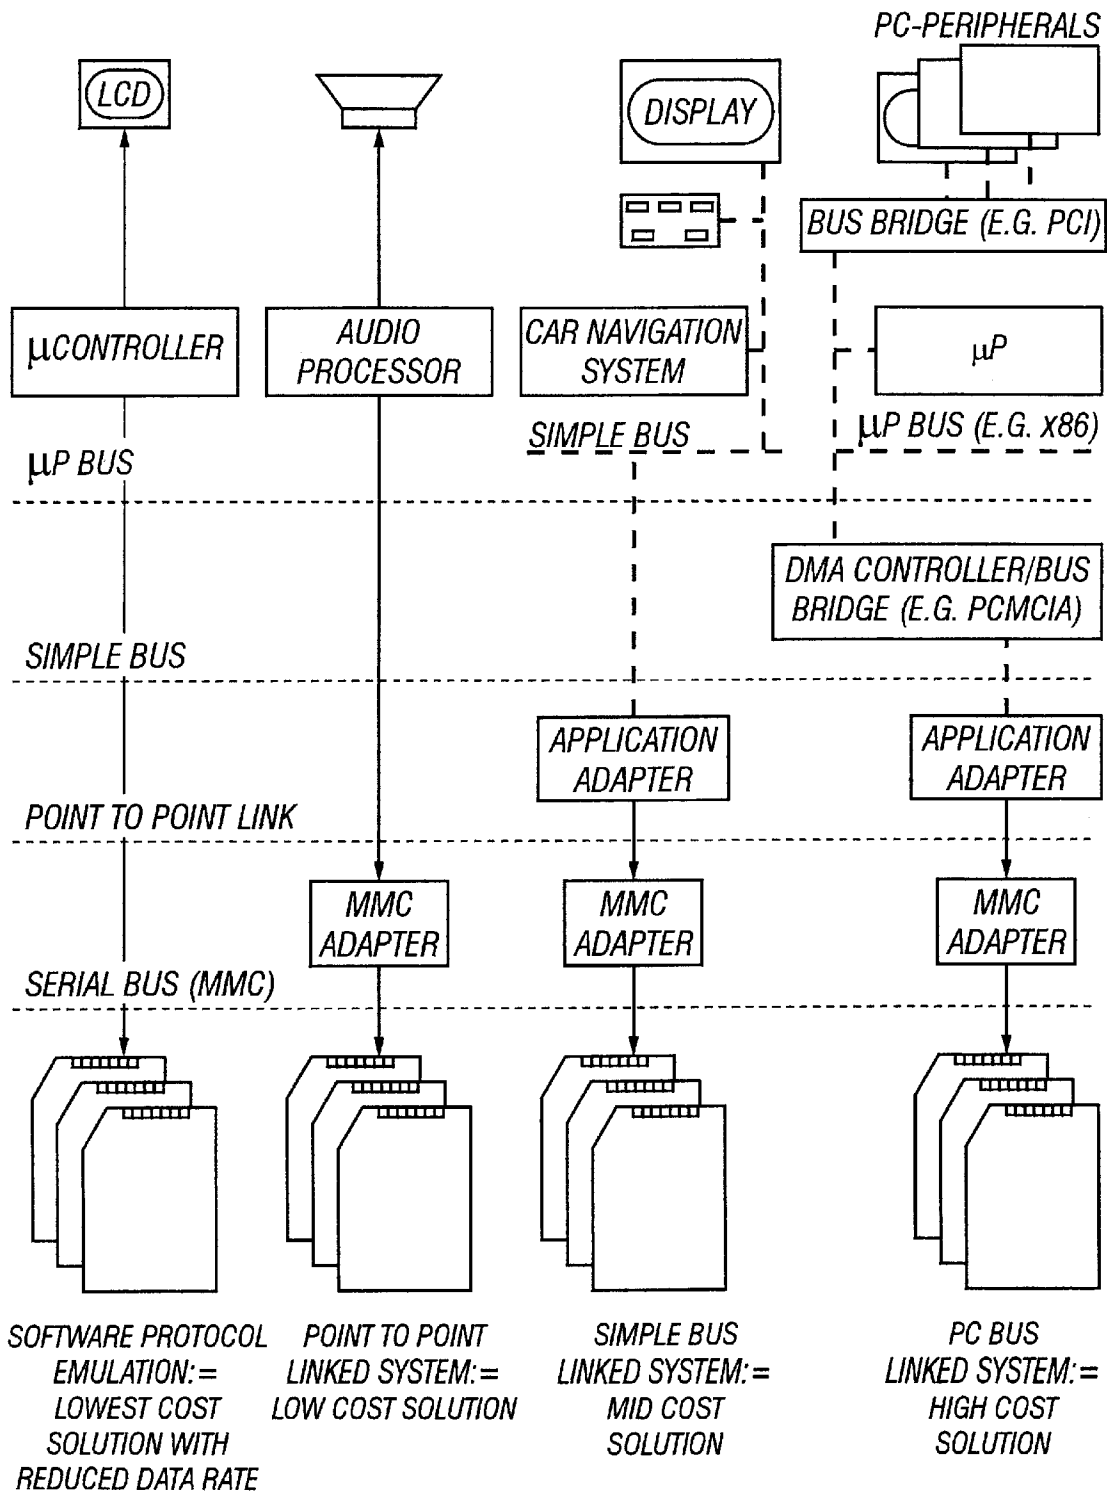 PC-PERIPHERALS
LCD
DISPLAY
BUS BRIDGE (E.G. PCI)
µCONTROLLER
AUDIO
PROCESSOR
CAR NAVIGATION
SYSTEM
µP
SIMPLE BUS
µP BUS (E.G. X86)
µP BUS
DMA CONTROLLER/BUS
BRIDGE (E.G. PCMCIA)
SIMPLE BUS
APPLICATION
ADAPTER
APPLICATION
ADAPTER
POINT TO POINT LINK
MMC
ADAPTER
MMC
ADAPTER
MMC
ADAPTER
SERIAL BUS (MMC)
SOFTWARE PROTOCOL
EMULATION:=
LOWEST COST
SOLUTION WITH
REDUCED DATA RATE
POINT TO POINT
LINKED SYSTEM:=
LOW COST SOLUTION
SIMPLE BUS
LINKED SYSTEM:=
MID COST
SOLUTION
PC BUS
LINKED SYSTEM:=
HIGH COST
SOLUTION